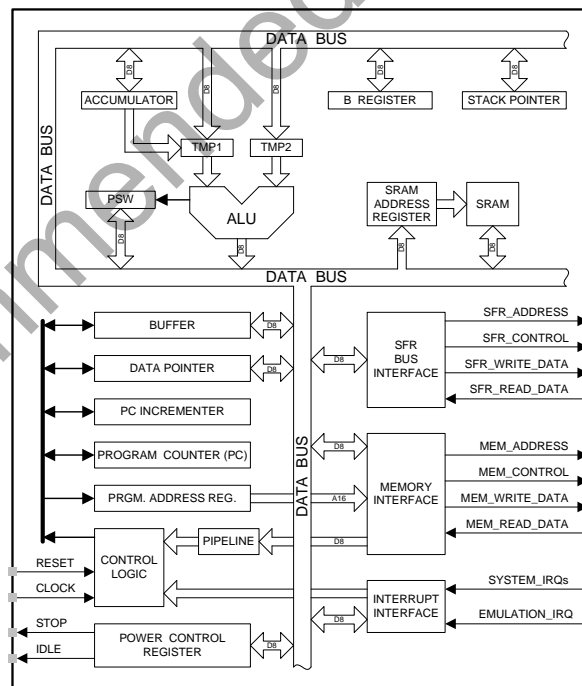 DATA BUS
D8
D8
D8
D8
D8
ACCUMULATOR
B REGISTER
STACK POINTER
DATA BUS
TMP1
TMP2
PSW
ALU
SRAM
ADDRESS
REGISTER
SRAM
D8
D8
D8
D8
DATA BUS
BUFFER
D8
DATA POINTER
D8
PC INCREMENTER
PROGRAM COUNTER (PC)
PRGM. ADDRESS REG.
A16
PIPELINE
D8
CONTROL
LOGIC
RESET
CLOCK
STOP
IDLE
POWER CONTROL
REGISTER
D8
DATA BUS
D8
SFR
BUS
INTERFACE
SFR_ADDRESS
SFR_CONTROL
SFR_WRITE_DATA
SFR_READ_DATA
D8
MEMORY
INTERFACE
MEM_ADDRESS
MEM_CONTROL
MEM_WRITE_DATA
MEM_READ_DATA
D8
INTERRUPT
INTERFACE
SYSTEM_IRQs
EMULATION_IRQ